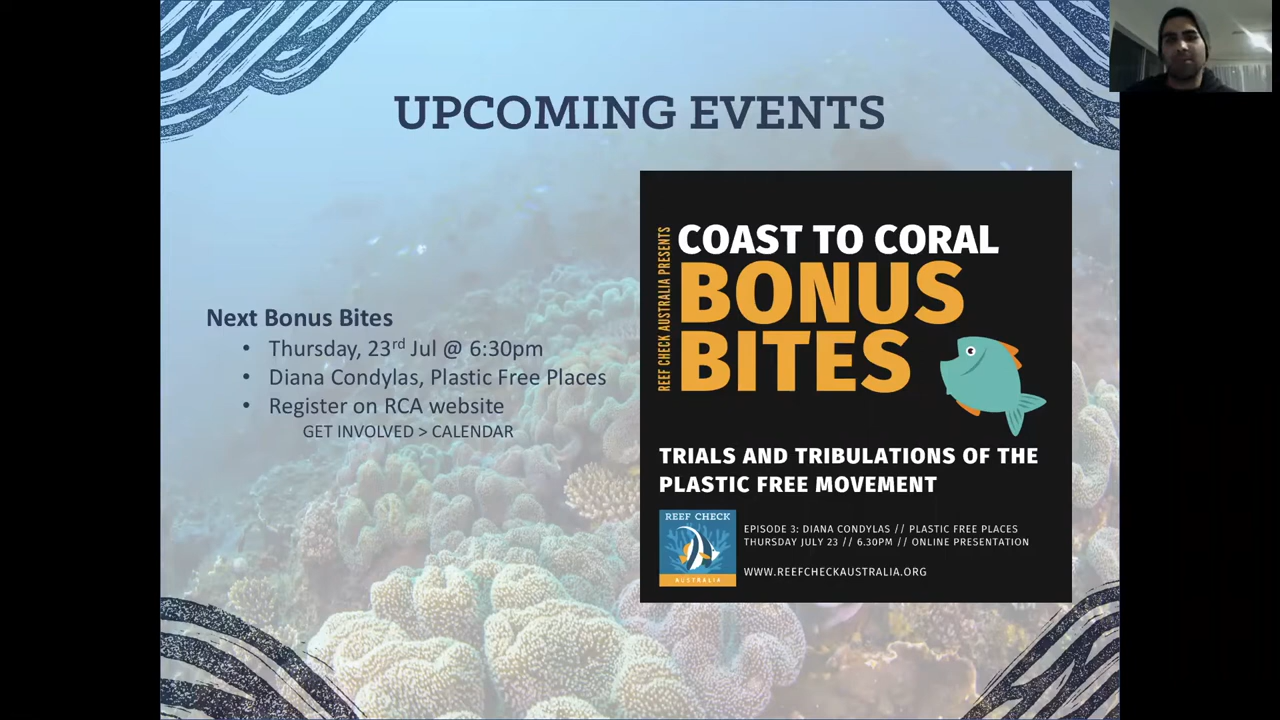 UPCOMING EVENTS
Next Bonus Bites
• Thursday, 23rd Jul @ 6:30pm
• Diana Condylas, Plastic Free Places
• Register on RCA website
GET INVOLVED > CALENDAR
REEF CHECK AUSTRALIA PRESENTS
COAST TO CORAL
BONUS
BITES
TRIALS AND TRIBULATIONS OF THE
PLASTIC FREE MOVEMENT
REEF CHECK
AUSTRALIA
EPISODE 3: DIANA CONDYLAS // PLASTIC FREE PLACES
THURSDAY JULY 23 // 6.30PM // ONLINE PRESENTATION
WWW.REEFCHECKAUSTRALIA.ORG